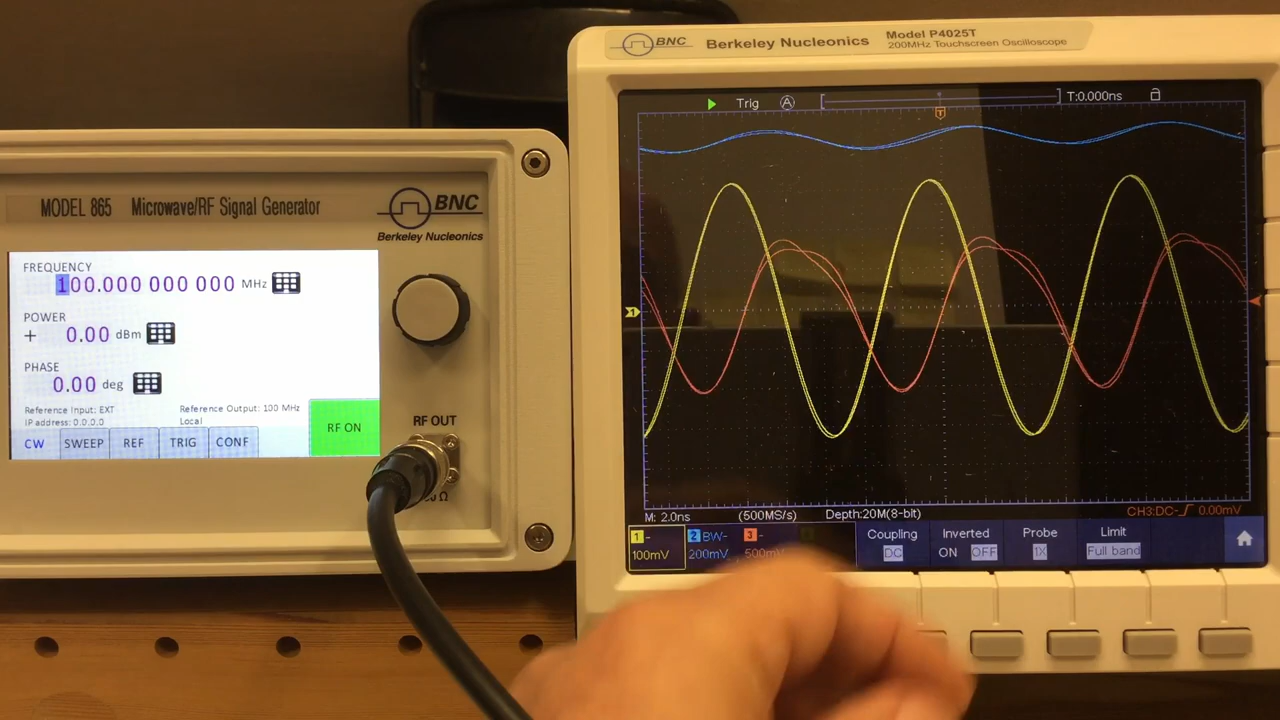 BNC Berkeley Nucleonics Model P4025T
200MHz Touchscreen Oscilloscope
Trig A T T:0.000ns
1
M: 2.0ns (500MS/s) Depth:20M(8-bit) CH3:DC- 0.00mV
1 - 2 BW- 3 -
100mV 200mV 500mV
Coupling Inverted Probe Limit
DC ON OFF 1X Full band
MODEL 865 Microwave/RF Signal Generator
BNC
Berkeley Nucleonics
FREQUENCY
100.000 000 000 MHz
POWER
+ 0.00 dBm
PHASE
0.00 deg
Reference Input: EXT Reference Output: 100 MHz
IP address: 0.0.0.0 Local
CW SWEEP REF TRIG CONF RF ON
RF OUT
Ω